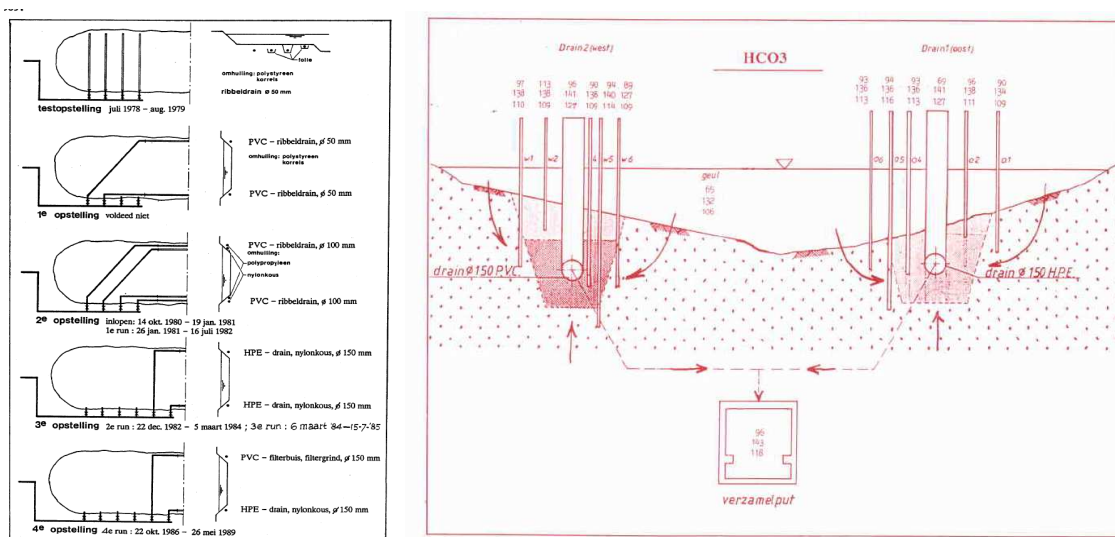 folie
omhulling: polystyreen
korrels
ribbeldrain ø 50 mm
testopstelling juli 1978 – aug. 1979
PVC – ribbeldrain, ø 50 mm
omhulling: polystyreen
korrels
PVC – ribbeldrain, ø 50 mm
1e opstelling voldeed niet
PVC – ribbeldrain, ø 100 mm
omhulling:
polypropyleen
nylonkous
PVC – ribbeldrain, ø 100 mm
2e opstelling inlopen: 14 okt. 1980 – 19 jan. 1981
1e run : 26 jan. 1981 – 16 juli 1982
HPE – drain, nylonkous, ø 150 mm
HPE – drain, nylonkous, ø 150 mm
3e opstelling 2e run : 22 dec. 1982 – 5 maart 1984 ; 3e run : 6 maart '84–15-7-'85
PVC – filterbuis, filtergrind, ø 150 mm
HPE – drain, nylonkous, ø 150 mm
4e opstelling 4e run : 22 okt. 1986 – 26 mei 1989
Drain 2 (west)
HCO3
Drain 1 (oost)
97 113 96 90 94 89
138 138 141 138 140 127
110 109 127 109 114 109
93 94 93 69 96 90
136 136 136 141 138 134
113 116 113 127 111 109
w1 w2 4 w5 w6
o6 o5 o4 o2 o1
geul
65
132
106
drain ø 150 PVC
drain ø 150 HPE
96
143
118
verzamelput